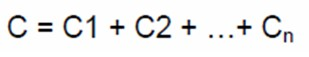 C = C1 + C2 + …+ Cₙ